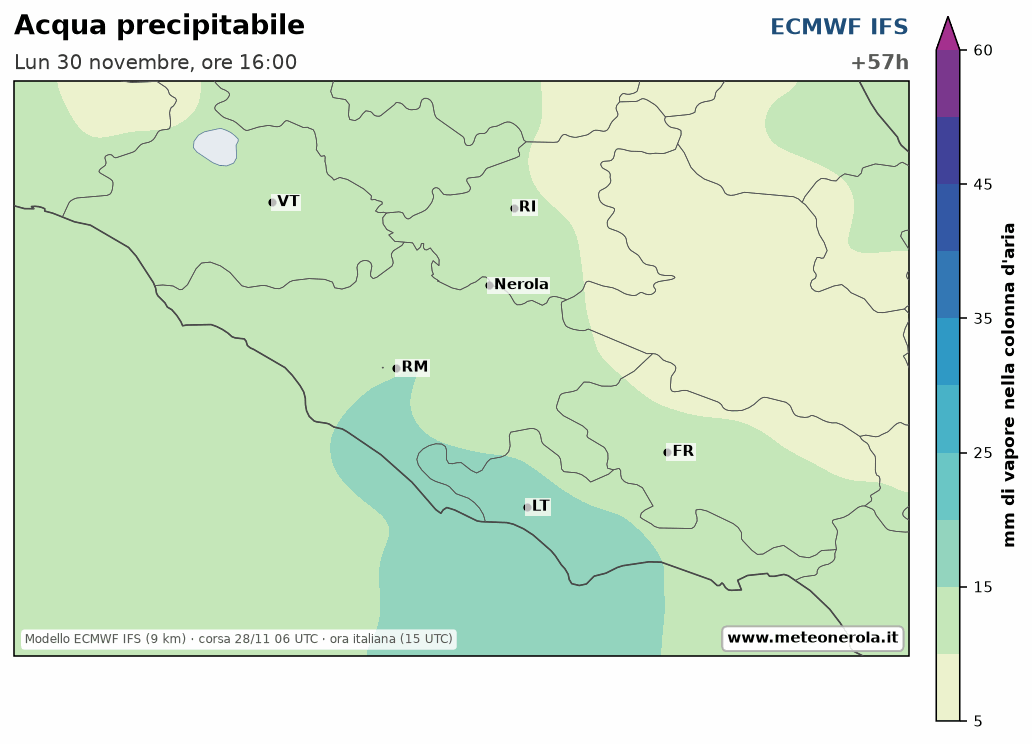 Acqua precipitabile
ECMWF IFS
Lun 30 novembre, ore 16:00
+57h
60
45
35
25
15
5
mm di vapore nella colonna d'aria
VT
RI
Nerola
RM
FR
LT
Modello ECMWF IFS (9 km) · corsa 28/11 06 UTC · ora italiana (15 UTC)
www.meteonerola.it